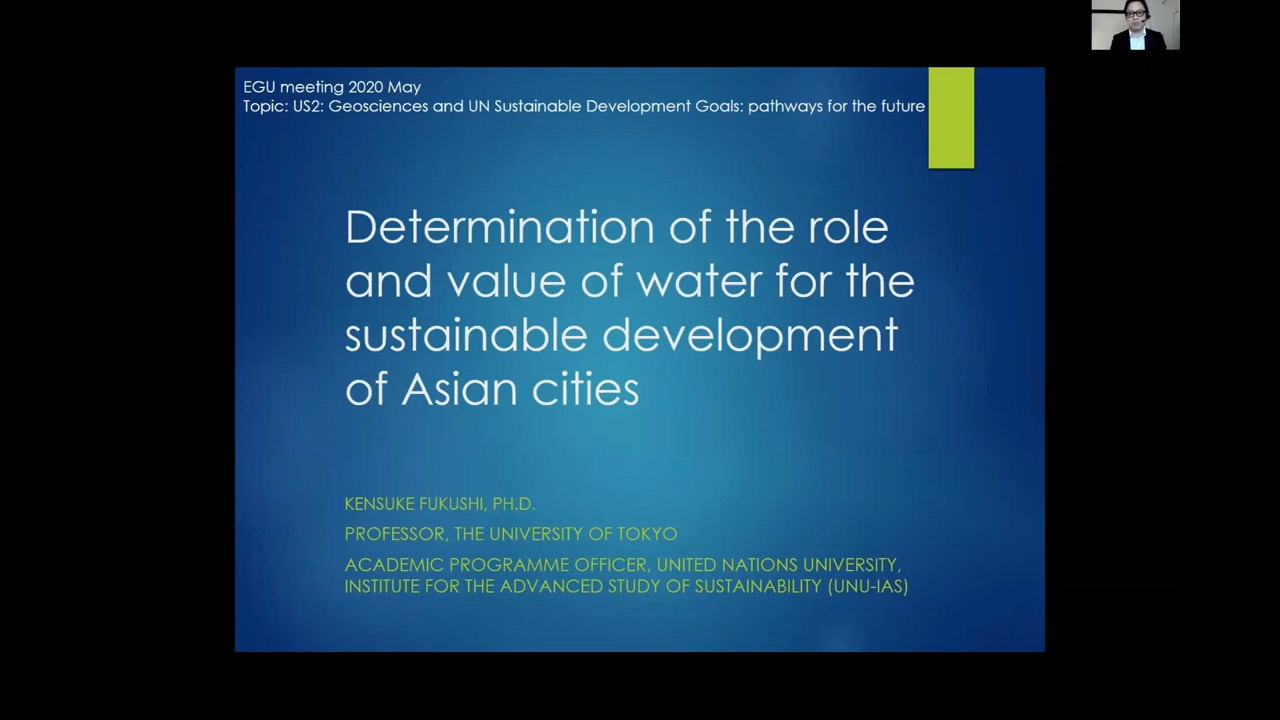 EGU meeting 2020 May
Topic: US2: Geosciences and UN Sustainable Development Goals: pathways for the future
Determination of the role
and value of water for the
sustainable development
of Asian cities
KENSUKE FUKUSHI, PH.D.
PROFESSOR, THE UNIVERSITY OF TOKYO
ACADEMIC PROGRAMME OFFICER, UNITED NATIONS UNIVERSITY,
INSTITUTE FOR THE ADVANCED STUDY OF SUSTAINABILITY (UNU-IAS)